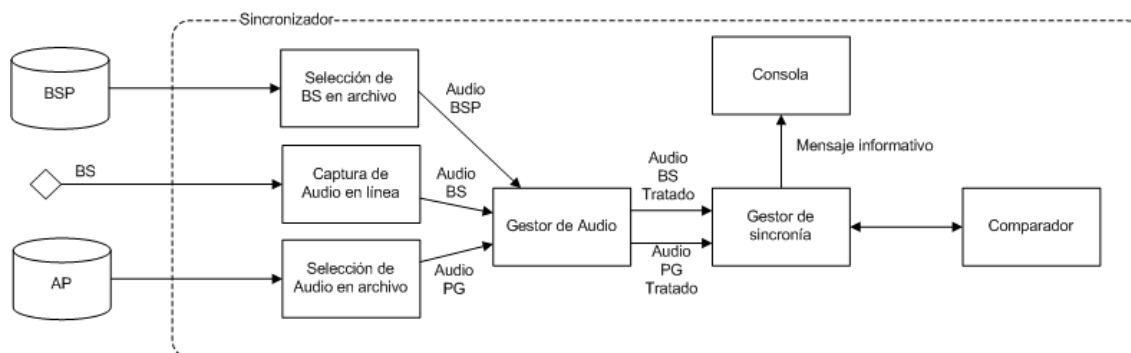 Sincronizador
BSP
Selección de
BS en archivo
Audio
BSP
Consola
Mensaje informativo
BS
Captura de
Audio en línea
Audio
BS
Gestor de Audio
Audio
BS
Tratado
Gestor de
sincronía
Comparador
AP
Selección de
Audio en archivo
Audio
PG
Audio
PG
Tratado